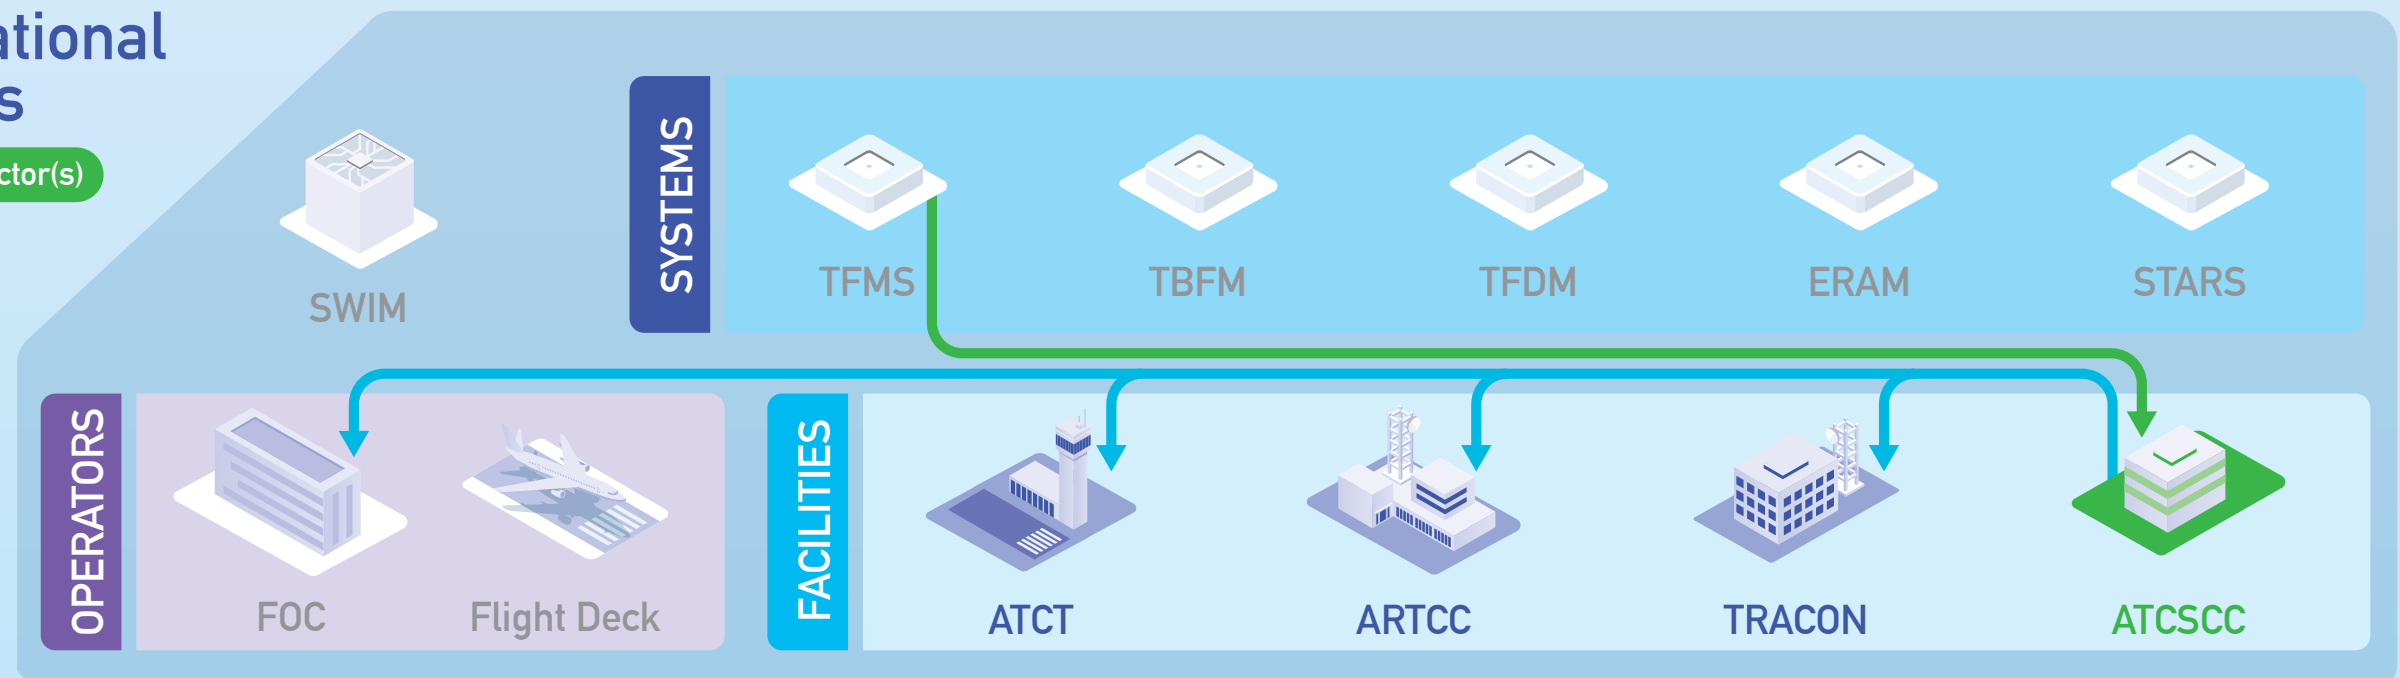 ational
s
ctor(s)
SYSTEMS
SWIM
TFMS
TBFM
TFDM
ERAM
STARS
OPERATORS
FOC
Flight Deck
FACILITIES
ATCT
ARTCC
TRACON
ATCSCC